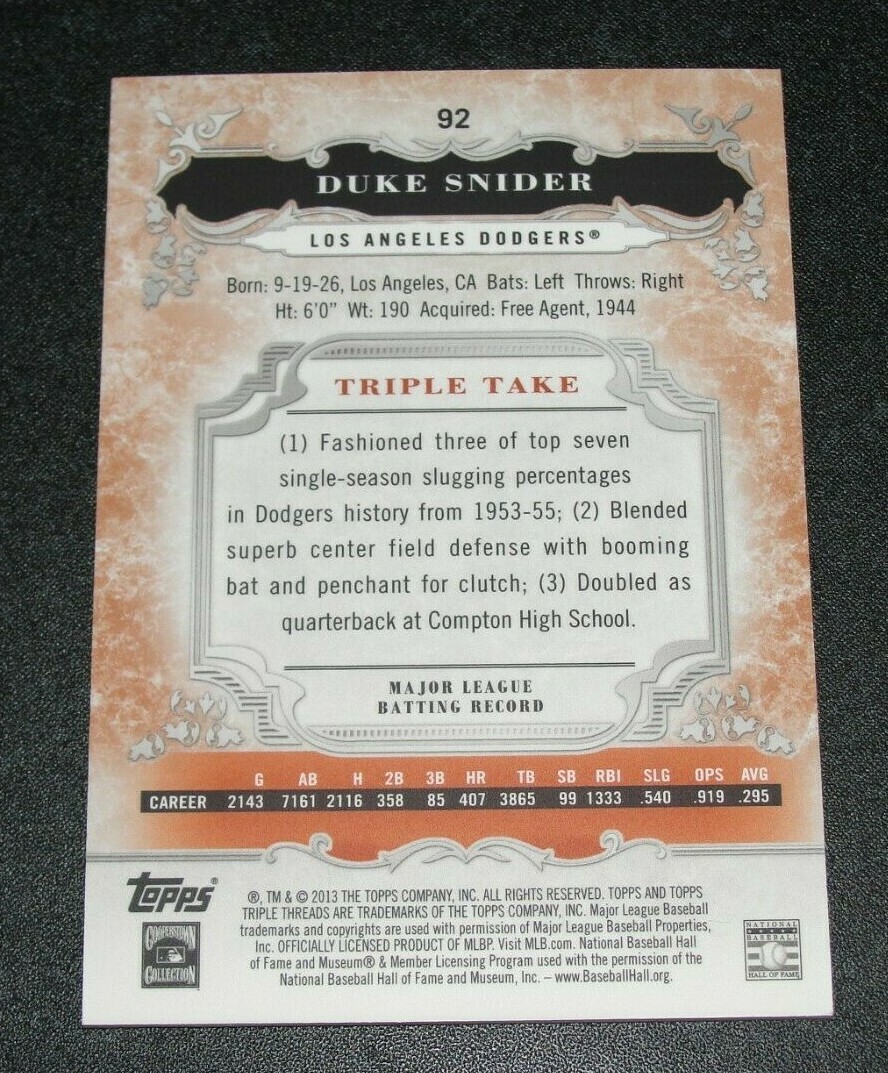 92
DUKE SNIDER
LOS ANGELES DODGERS®
Born: 9-19-26, Los Angeles, CA Bats: Left Throws: Right
Ht: 6'0" Wt: 190 Acquired: Free Agent, 1944
TRIPLE TAKE
(1) Fashioned three of top seven
single-season slugging percentages
in Dodgers history from 1953-55; (2) Blended
superb center field defense with booming
bat and penchant for clutch; (3) Doubled as
quarterback at Compton High School.
MAJOR LEAGUE
BATTING RECORD
G AB H 2B 3B HR TB SB RBI SLG OPS AVG
CAREER 2143 7161 2116 358 85 407 3865 99 1333 .540 .919 .295
Topps®
®, TM & © 2013 THE TOPPS COMPANY, INC. ALL RIGHTS RESERVED. TOPPS AND TOPPS
TRIPLE THREADS ARE TRADEMARKS OF THE TOPPS COMPANY, INC. Major League Baseball
trademarks and copyrights are used with permission of Major League Baseball Properties,
Inc. OFFICIALLY LICENSED PRODUCT OF MLBP. Visit MLB.com. National Baseball Hall
of Fame and Museum® & Member Licensing Program used with the permission of the
National Baseball Hall of Fame and Museum, Inc. – www.BaseballHall.org.
COOPERSTOWN
COLLECTION
NATIONAL
BASEBALL
HALL OF FAME